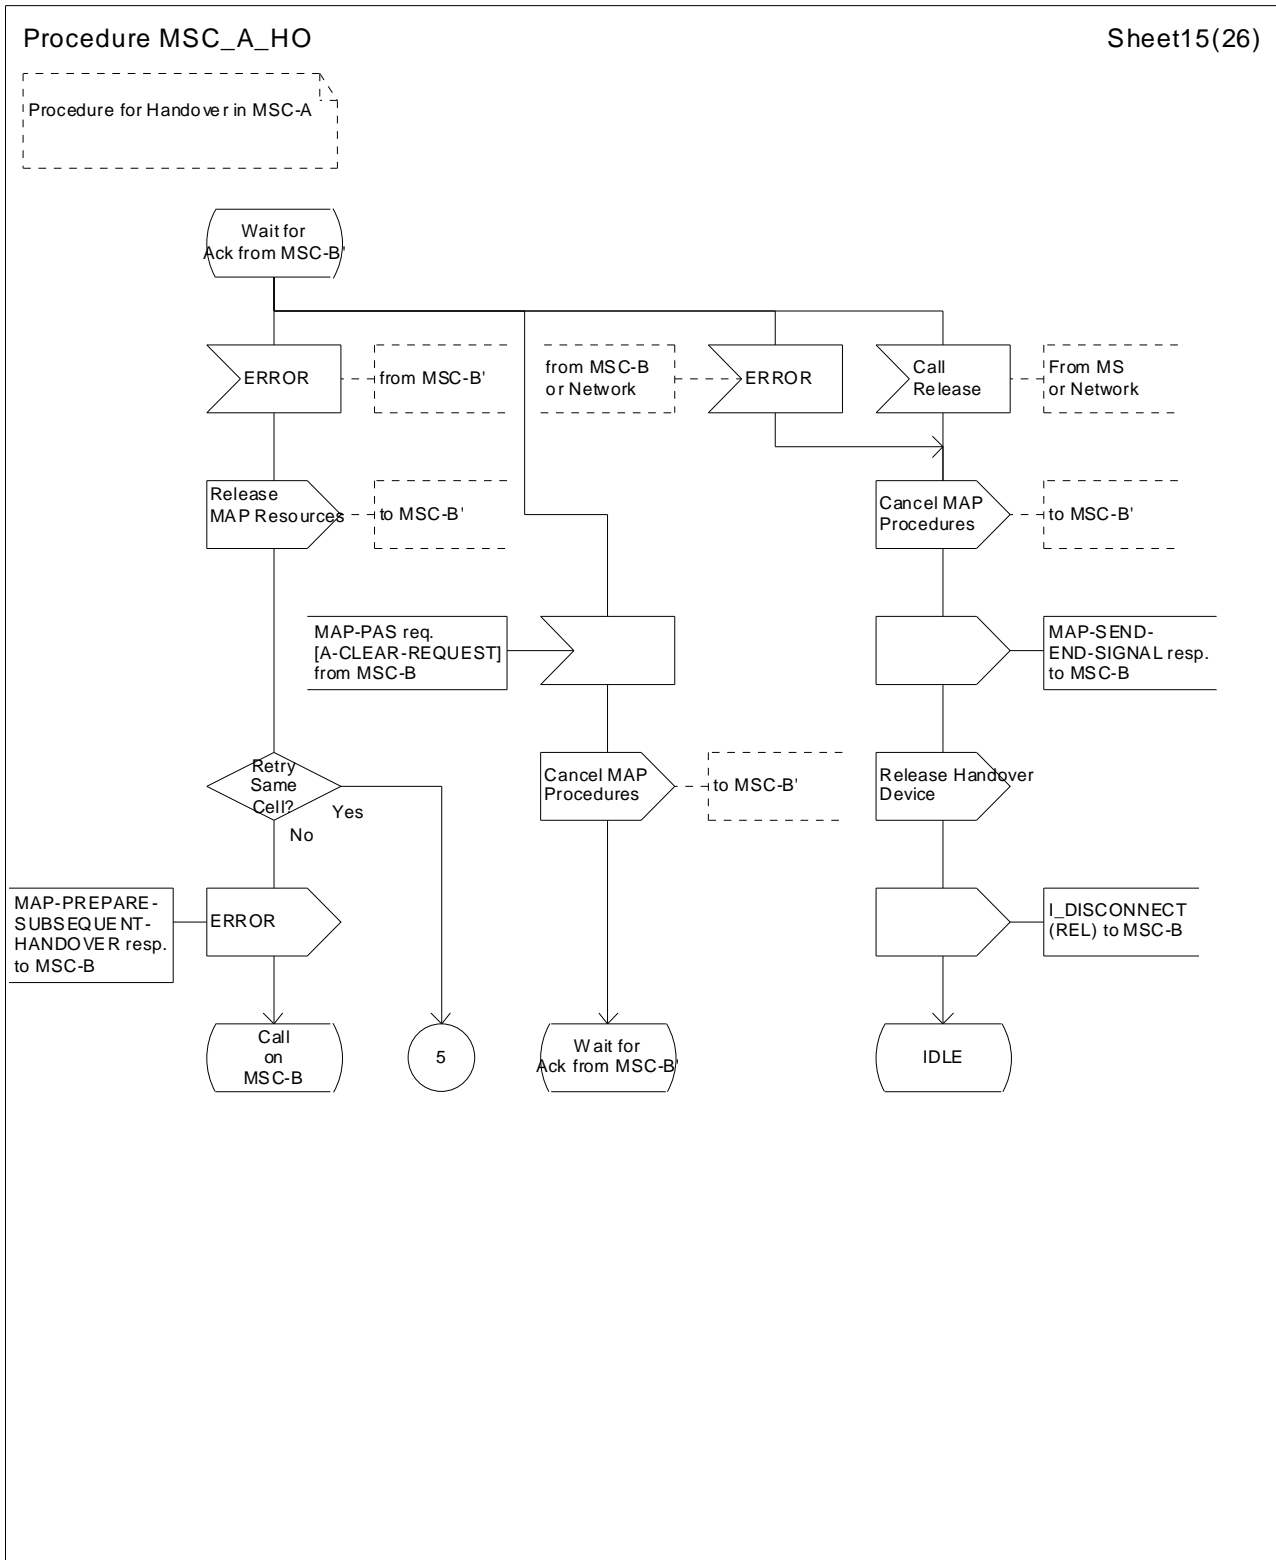 Procedure MSC_A_HO
Sheet15(26)
Procedure for Handover in MSC-A
Wait for
Ack from MSC-B'
ERROR
from MSC-B'
from MSC-B
or Network
ERROR
Call
Release
From MS
or Network
Release
MAP Resources
to MSC-B'
Cancel MAP
Procedures
to MSC-B'
MAP-PAS req.
[A-CLEAR-REQUEST]
from MSC-B
MAP-SEND-
END-SIGNAL resp.
to MSC-B
Retry
Same
Cell?
Yes
No
Cancel MAP
Procedures
to MSC-B'
Release Handover
Device
MAP-PREPARE-
SUBSEQUENT-
HANDOVER resp.
to MSC-B
ERROR
I_DISCONNECT
(REL) to MSC-B
Call
on
MSC-B
5
Wait for
Ack from MSC-B'
IDLE